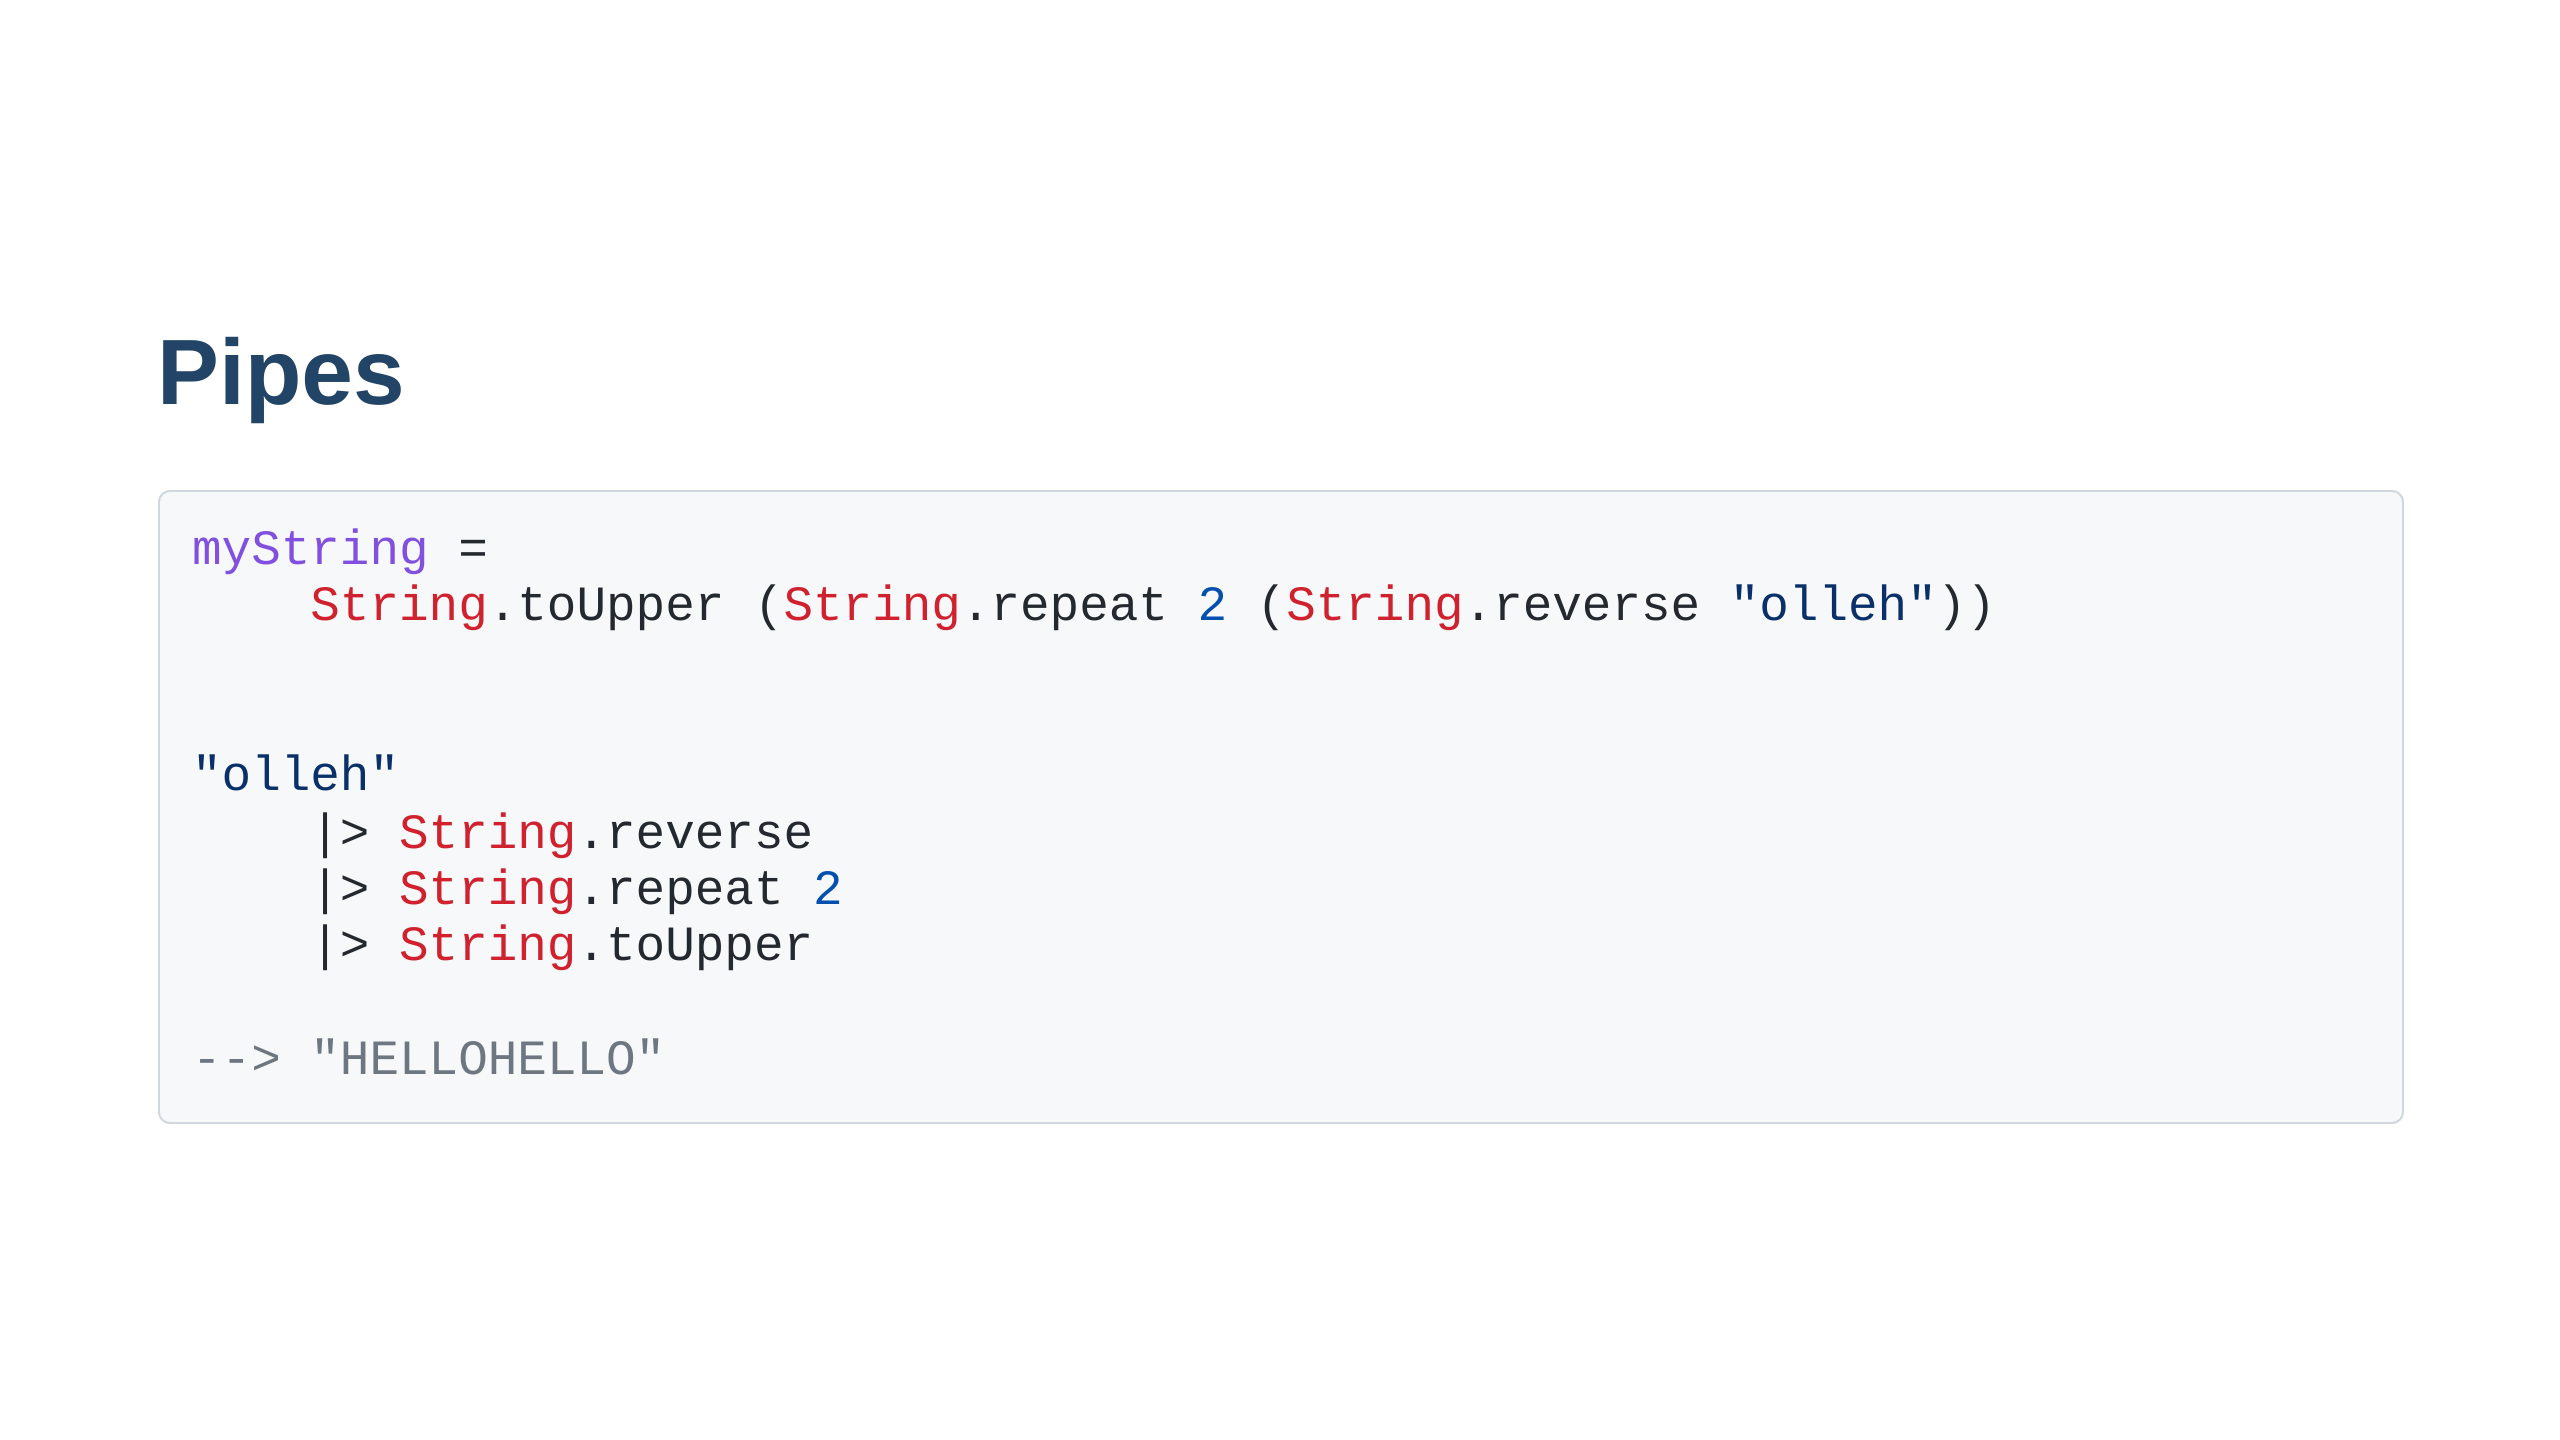 Pipes
myString =
    String.toUpper (String.repeat 2 (String.reverse "olleh"))
"olleh"
    |> String.reverse
    |> String.repeat 2
    |> String.toUpper
--> "HELLOHELLO"